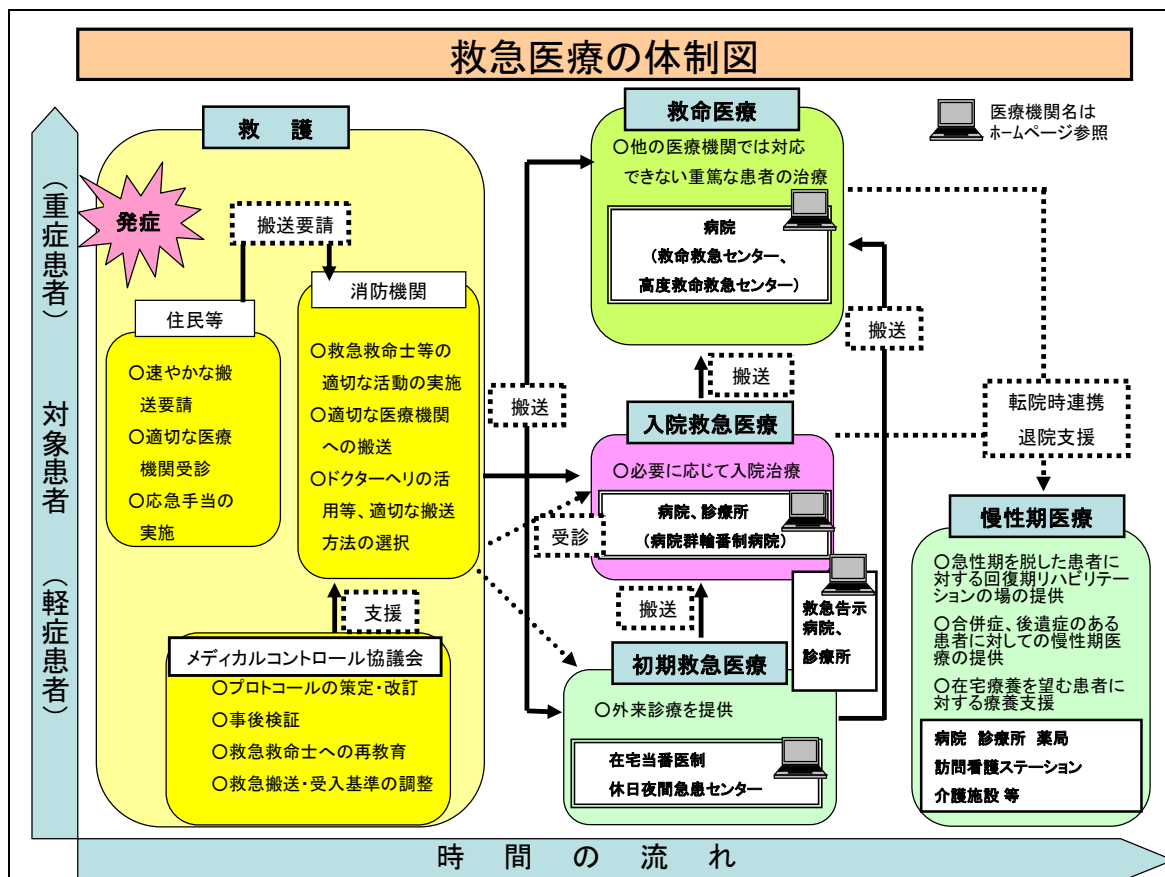 救急医療の体制図
医療機関名は
ホームページ参照
(重症患者)
対象患者
(軽症患者)
時間の流れ
救 護
発症
搬送要請
住民等
○速やかな搬
送要請
○適切な医療
機関受診
○応急手当の
実施
消防機関
○救急救命士等の
適切な活動の実施
○適切な医療機関
への搬送
○ドクターヘリの活
用等、適切な搬送
方法の選択
支援
メディカルコントロール協議会
○プロトコールの策定・改訂
○事後検証
○救急救命士への再教育
○救急搬送・受入基準の調整
搬送
受診
救命医療
○他の医療機関では対応
できない重篤な患者の治療
病院
(救命救急センター、
高度救命救急センター)
搬送
搬送
入院救急医療
○必要に応じて入院治療
病院、診療所
(病院群輪番制病院)
救急告示
病院、
診療所
搬送
初期救急医療
○外来診療を提供
在宅当番医制
休日夜間急患センター
転院時連携
退院支援
慢性期医療
○急性期を脱した患者に
対する回復期リハビリテー
ションの場の提供
○合併症、後遺症のある
患者に対しての慢性期医
療の提供
○在宅療養を望む患者に
対する療養支援
病院 診療所 薬局
訪問看護ステーション
介護施設 等